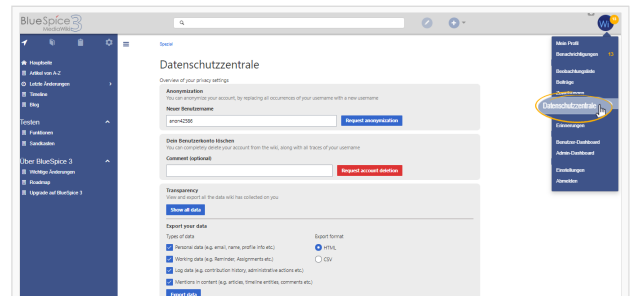 BlueSpice 3
MediaWiki
Wi
Hauptseite
Artikel von A-Z
Letzte Änderungen
Timeline
Blog
Testen
Funktionen
Sandkasten
Über BlueSpice 3
Wichtige Änderungen
Roadmap
Upgrade auf BlueSpice 3
Spezial
Datenschutzzentrale
Overview of your privacy settings
Anonymization
You can anonymize your account, by replacing all occurences of your username with a new username
Neuer Benutzername
anon42586
Request anonymization
Dein Benutzerkonto löschen
You can completely delete your account from the wiki, along with all traces of your username
Comment (optional)
Request account deletion
Transparency
View and export all the data wiki has collected on you
Show all data
Export your data
Types of data
Export format
Personal data (e.g. email, name, profile info etc.)
HTML
Working data (e.g. Reminder, Assignments etc.)
CSV
Log data (e.g. contribution history, administrative actions etc.)
Mentions in content (e.g. articles, timeline entities, comments etc.)
Export data
Mein Profil
Benachrichtigungen
Beobachtungsliste
Beiträge
Datenschutzzentrale
Erinnerungen
Benutzer-Dashboard
Admin-Dashboard
Einstellungen
Abmelden